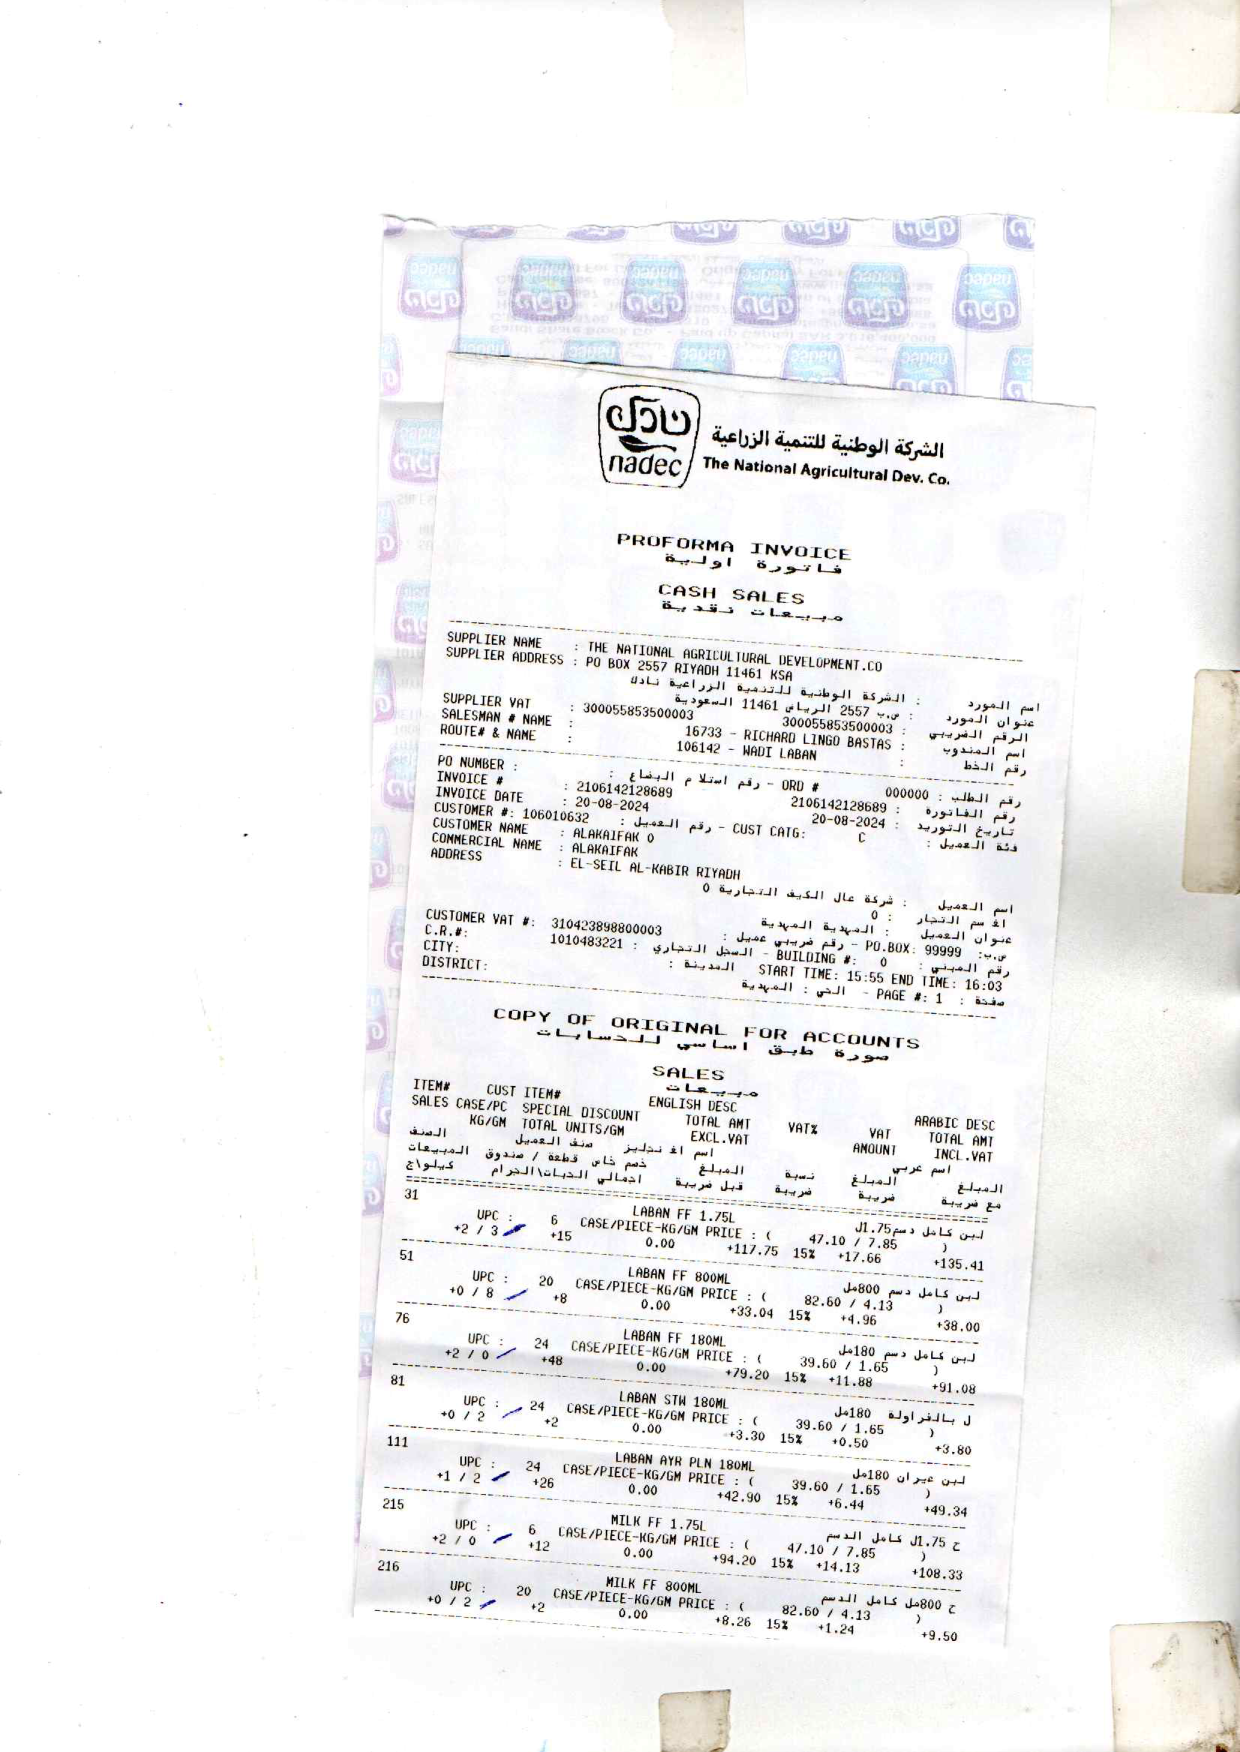 نادك
nadec
الشركة الوطنية للتنمية الزراعية
The National Agricultural Dev. Co.
PROFORMA INVOICE
فاتورة اولية
CASH SALES
مبيعات نقدية
SUPPLIER NAME : THE NATIONAL AGRICULTURAL DEVELOPMENT.CO
SUPPLIER ADDRESS : PO BOX 2557 RIYADH 11461 KSA
اسم المورد : الشركة الوطنية للتنمية الزراعية نادك
عنوان المورد : ص.ب 2557 الرياض 11461 السعودية
SUPPLIER VAT : 300055853500003 300055853500003 : الرقم الضريبي
SALESMAN # NAME : 16733 - RICHARD LINGO BASTAS : اسم المندوب
ROUTE# & NAME : 106142 - WADI LABAN : رقم الخط
PO NUMBER : رقم استلام البضاع : - ORD # 000000 : رقم الطلب
INVOICE # : 2106142128689 2106142128689 : رقم الفاتورة
INVOICE DATE : 20-08-2024 20-08-2024 : تاريخ التوريد
CUSTOMER #: 106010632 : رقم العميل - CUST CATG: C فئة العميل :
CUSTOMER NAME : ALAKAIFAK 0
COMMERCIAL NAME : ALAKAIFAK
ADDRESS : EL-SEIL AL-KABIR RIYADH
اسم العميل : شركة عال الكيف التجارية 0
اغ سم التجار : 0
عنوان العميل : المهدية المهدية
CUSTOMER VAT #: 310423898800003 : رقم ضريبي عميل - PO.BOX: 99999 ص.ب:
C.R.#: 1010483221 : السجل التجاري - BUILDING #: 0 رقم المبني :
CITY: المدينة : START TIME: 15:55 END TIME: 16:03
DISTRICT: الحي : المهدية - PAGE #: 1 صفحة :
COPY OF ORIGINAL FOR ACCOUNTS
صورة طبق اساسي للحسابات
SALES
مبيعات
ITEM# CUST ITEM# ENGLISH DESC ARABIC DESC
SALES CASE/PC SPECIAL DISCOUNT TOTAL AMT VAT% VAT TOTAL AMT
KG/GM TOTAL UNITS/GM EXCL.VAT AMOUNT INCL.VAT
الصنف صنف العميل اسم اغ نجليز اسم عربي
المبيعات خصم خاص قطعة / صندوق المبلغ نسبة المبلغ المبلغ
كيلو\ج اجمالي الحبات\الجرام قبل ضريبة ضريبة ضريبة مع ضريبة
31 LABAN FF 1.75L لبن كامل دسم1.75ل
UPC : 6 CASE/PIECE-KG/GM PRICE : ( 47.10 / 7.85 )
+2 / 3 +15 0.00 +117.75 15% +17.66 +135.41
51 LABAN FF 800ML لبن كامل دسم 800مل
UPC : 20 CASE/PIECE-KG/GM PRICE : ( 82.60 / 4.13 )
+0 / 8 +8 0.00 +33.04 15% +4.96 +38.00
76 LABAN FF 180ML لبن كامل دسم 180مل
UPC : 24 CASE/PIECE-KG/GM PRICE : ( 39.60 / 1.65 )
+2 / 0 +48 0.00 +79.20 15% +11.88 +91.08
81 LABAN STW 180ML ل بالفراولة 180مل
UPC : 24 CASE/PIECE-KG/GM PRICE : ( 39.60 / 1.65 )
+0 / 2 +2 0.00 +3.30 15% +0.50 +3.80
111 LABAN AYR PLN 180ML لبن عيران 180مل
UPC : 24 CASE/PIECE-KG/GM PRICE : ( 39.60 / 1.65 )
+1 / 2 +26 0.00 +42.90 15% +6.44 +49.34
215 MILK FF 1.75L ح 1.75ل كامل الدسم
UPC : 6 CASE/PIECE-KG/GM PRICE : ( 47.10 / 7.85 )
+2 / 0 +12 0.00 +94.20 15% +14.13 +108.33
216 MILK FF 800ML ح 800مل كامل الدسم
UPC : 20 CASE/PIECE-KG/GM PRICE : ( 82.60 / 4.13 )
+0 / 2 +2 0.00 +8.26 15% +1.24 +9.50